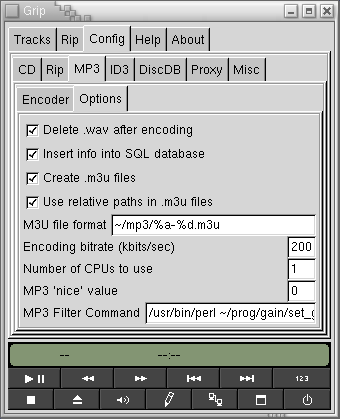 Grip
Tracks Rip Config Help About
CD Rip MP3 ID3 DiscDB Proxy Misc
Encoder Options
Delete .wav after encoding
Insert info into SQL database
Create .m3u files
Use relative paths in .m3u files
M3U file format ~/mp3/%a-%d.m3u
Encoding bitrate (kbits/sec) 200
Number of CPUs to use 1
MP3 'nice' value 0
MP3 Filter Command /usr/bin/perl ~/prog/gain/set_g
-- --:--
123